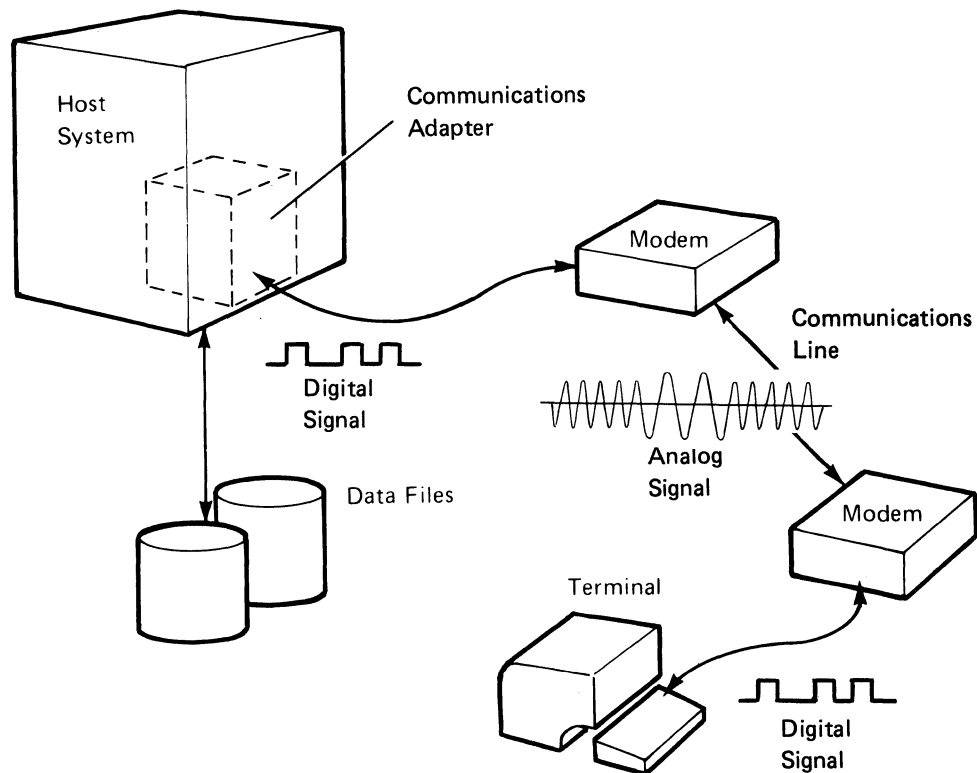 Host
System
Communications
Adapter
Modem
Communications
Line
Digital
Signal
Analog
Signal
Data Files
Modem
Terminal
Digital
Signal